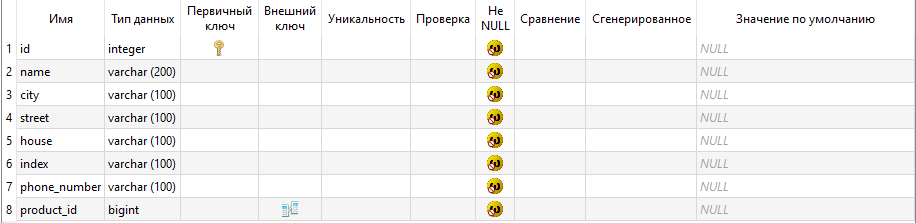 Имя Тип данных Первичный ключ Внешний ключ Уникальность Проверка Не NULL Сравнение Сгенерированное Значение по умолчанию
1 id integer NULL
2 name varchar (200) NULL
3 city varchar (100) NULL
4 street varchar (100) NULL
5 house varchar (100) NULL
6 index varchar (100) NULL
7 phone_number varchar (100) NULL
8 product_id bigint NULL